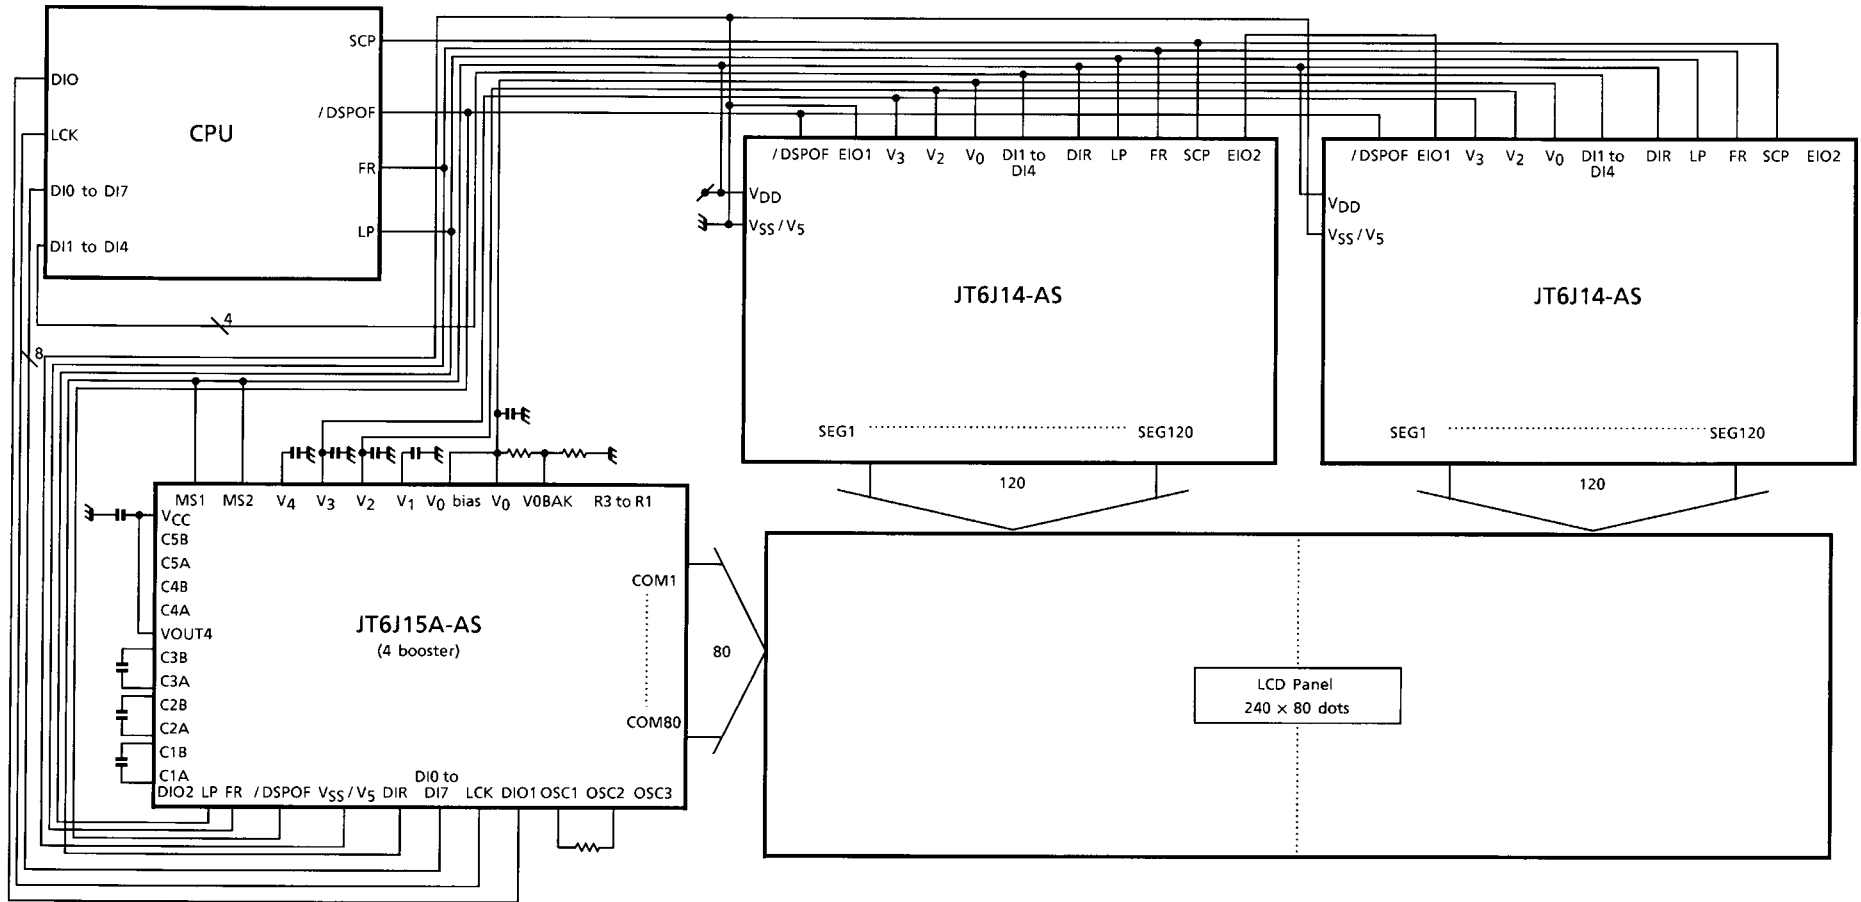 CPU
SCP
DIO
/DSPOF
LCK
FR
DI0 to DI7
LP
DI1 to DI4
4
8
/DSPOF EIO1 V3 V2 V0 DI1 to DI4 DIR LP FR SCP EIO2
VDD
VSS/V5
JT6J14-AS
SEG1 SEG120
120
/DSPOF EIO1 V3 V2 V0 DI1 to DI4 DIR LP FR SCP EIO2
VDD
VSS/V5
JT6J14-AS
SEG1 SEG120
120
MS1 MS2 V4 V3 V2 V1 V0 bias V0 V0BAK R3 to R1
VCC
C5B
C5A
C4B
C4A
VOUT4
C3B
C3A
C2B
C2A
C1B
C1A
JT6J15A-AS
(4 booster)
COM1
COM80
80
DIO2 LP FR /DSPOF VSS/V5 DIR DI0 to DI7 LCK DIO1 OSC1 OSC2 OSC3
LCD Panel
240 × 80 dots